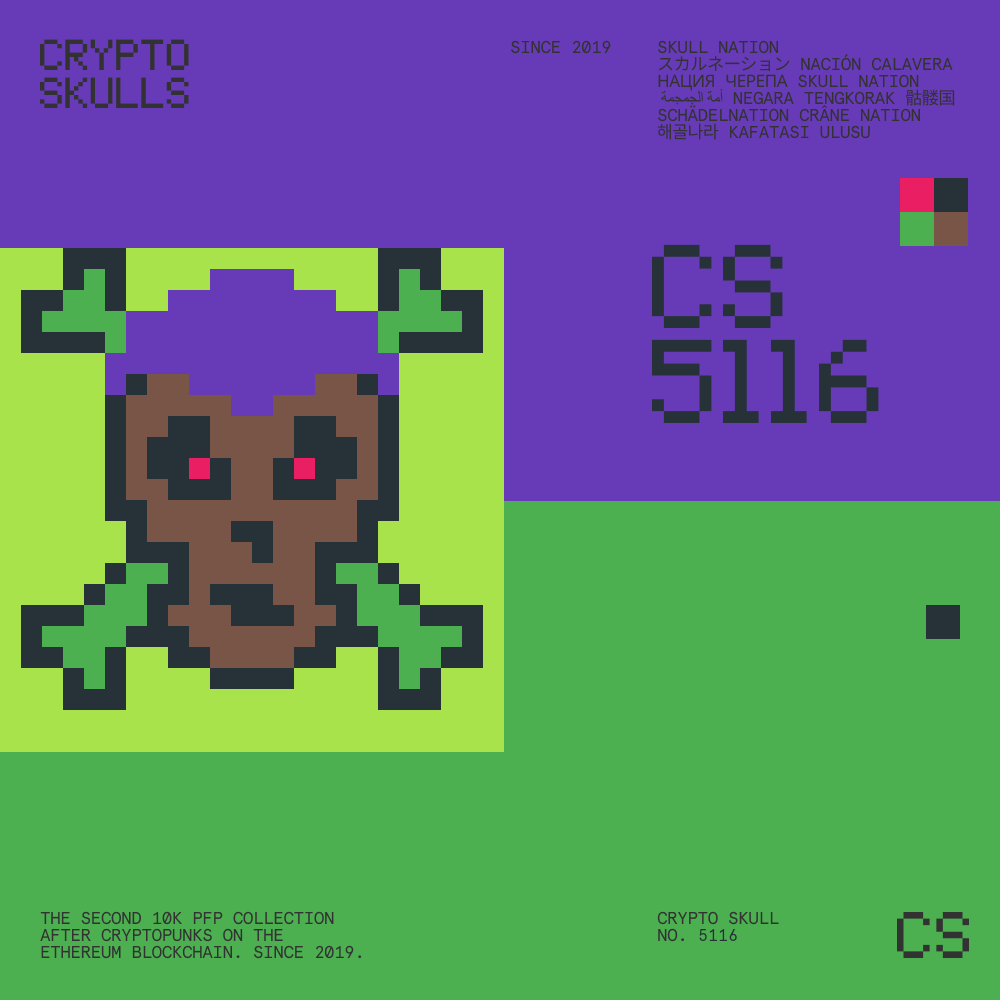 CRYPTO
SKULLS
SINCE 2019
SKULL NATION
スカルネーション NACIÓN CALAVERA
НАЦИЯ ЧЕРЕПА SKULL NATION
أمة الجمجمة NEGARA TENGKORAK 骷髅国
SCHÄDELNATION CRÂNE NATION
해골나라 KAFATASI ULUSU
CS
5116
THE SECOND 10K PFP COLLECTION
AFTER CRYPTOPUNKS ON THE
ETHEREUM BLOCKCHAIN. SINCE 2019.
CRYPTO SKULL
NO. 5116
CS